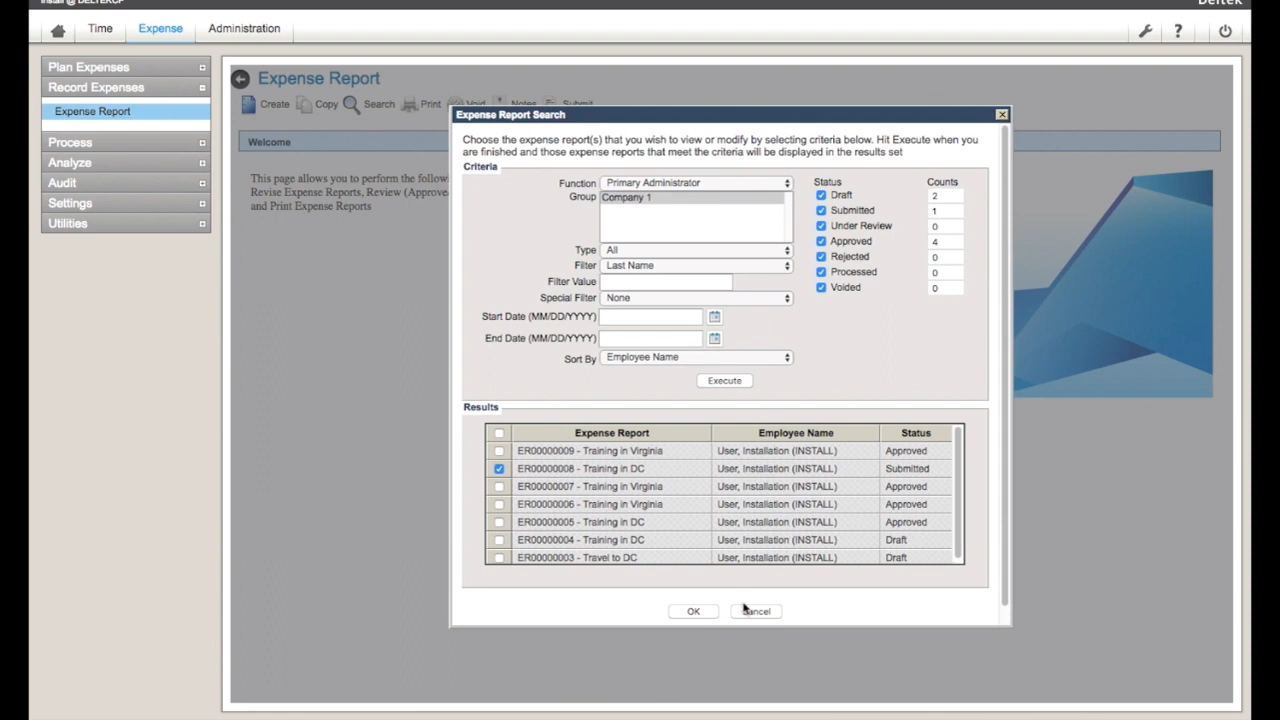 Install @ DELTEKCP
Deltek
Time
Expense
Administration
?
Plan Expenses
Record Expenses
Expense Report
Process
Analyze
Audit
Settings
Utilities
Expense Report
Create
Copy
Search
Print
Void
Notes
Submit
Welcome
This page allows you to perform the follow
Revise Expense Reports, Review (Approve
and Print Expense Reports
Expense Report Search
Choose the expense report(s) that you wish to view or modify by selecting criteria below. Hit Execute when you
are finished and those expense reports that meet the criteria will be displayed in the results set
Criteria
Function Primary Administrator
Group Company 1
Type All
Filter Last Name
Filter Value
Special Filter None
Start Date (MM/DD/YYYY)
End Date (MM/DD/YYYY)
Sort By Employee Name
Status Counts
Draft 2
Submitted 1
Under Review 0
Approved 4
Rejected 0
Processed 0
Voided 0
Execute
Results
Expense Report Employee Name Status
ER00000009 - Training in Virginia User, Installation (INSTALL) Approved
ER00000008 - Training in DC User, Installation (INSTALL) Submitted
ER00000007 - Training in Virginia User, Installation (INSTALL) Approved
ER00000006 - Training in Virginia User, Installation (INSTALL) Approved
ER00000005 - Training in DC User, Installation (INSTALL) Approved
ER00000004 - Training in DC User, Installation (INSTALL) Draft
ER00000003 - Travel to DC User, Installation (INSTALL) Draft
OK
Cancel